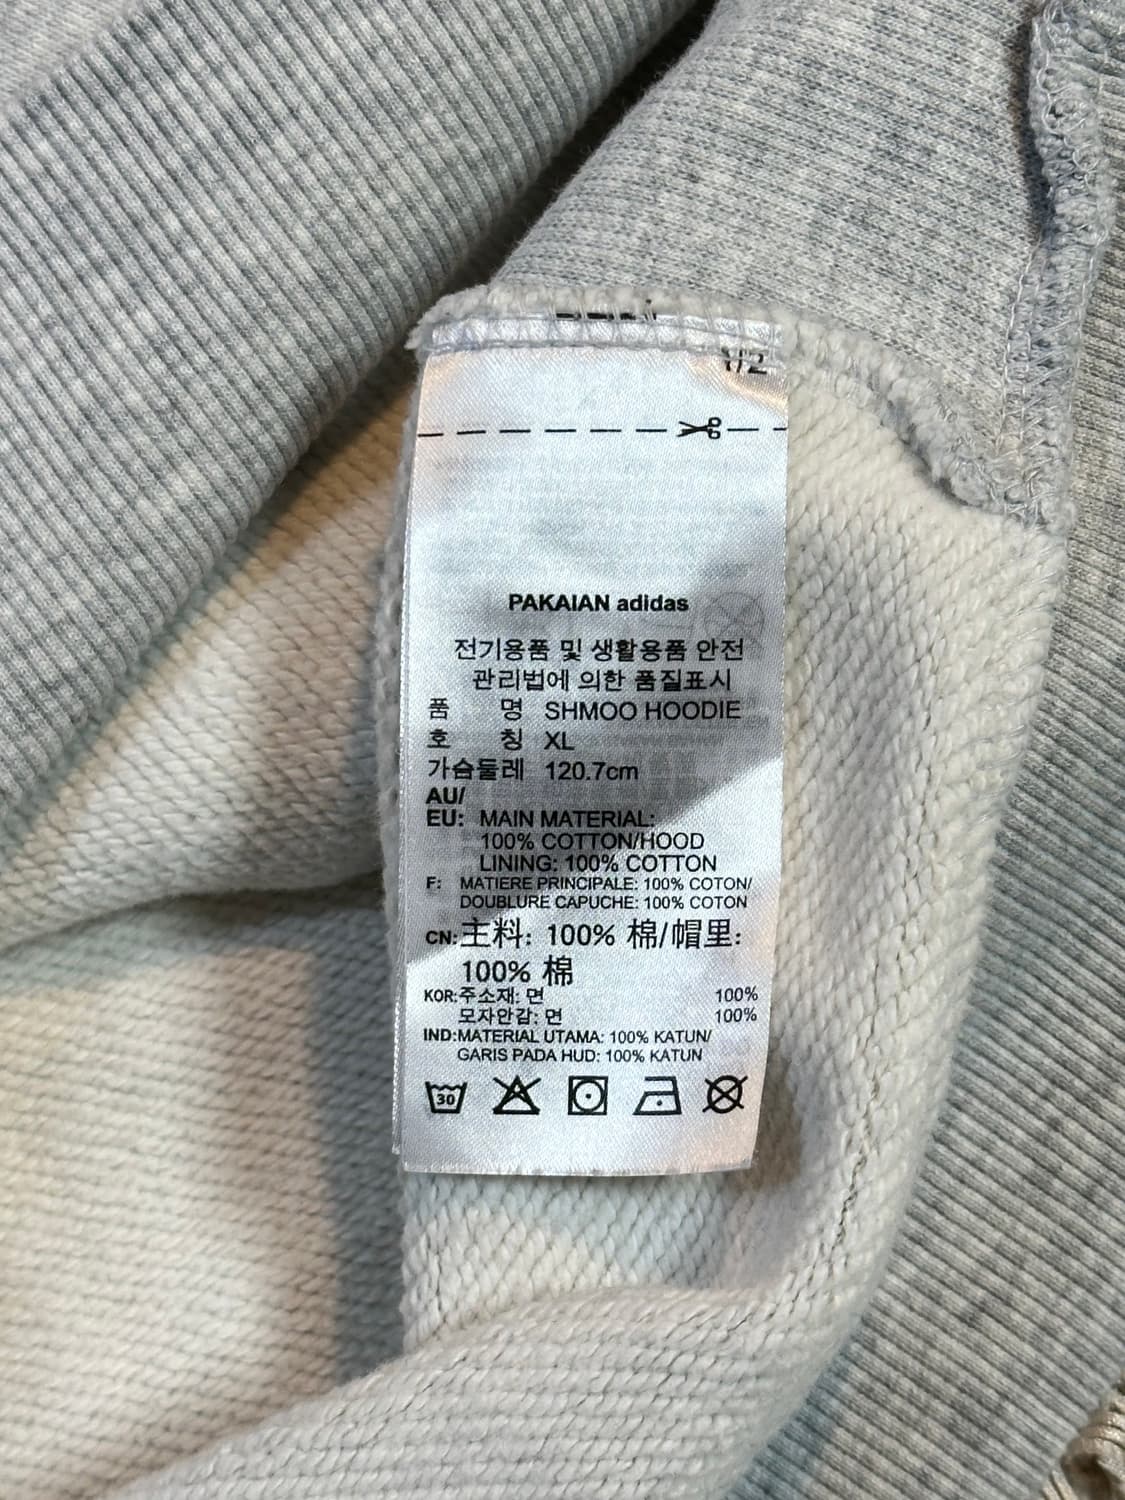 1/2
PAKAIAN adidas
전기용품 및 생활용품 안전
관리법에 의한 품질표시
품 명 SHMOO HOODIE
호 칭 XL
가슴둘레 120.7cm
AU/
EU: MAIN MATERIAL:
100% COTTON/HOOD
LINING: 100% COTTON
F: MATIERE PRINCIPALE: 100% COTON/
DOUBLURE CAPUCHE: 100% COTON
CN:主料: 100% 棉/帽里:
100% 棉
KOR:주소재: 면 100%
모자안감: 면 100%
IND:MATERIAL UTAMA: 100% KATUN/
GARIS PADA HUD: 100% KATUN
30